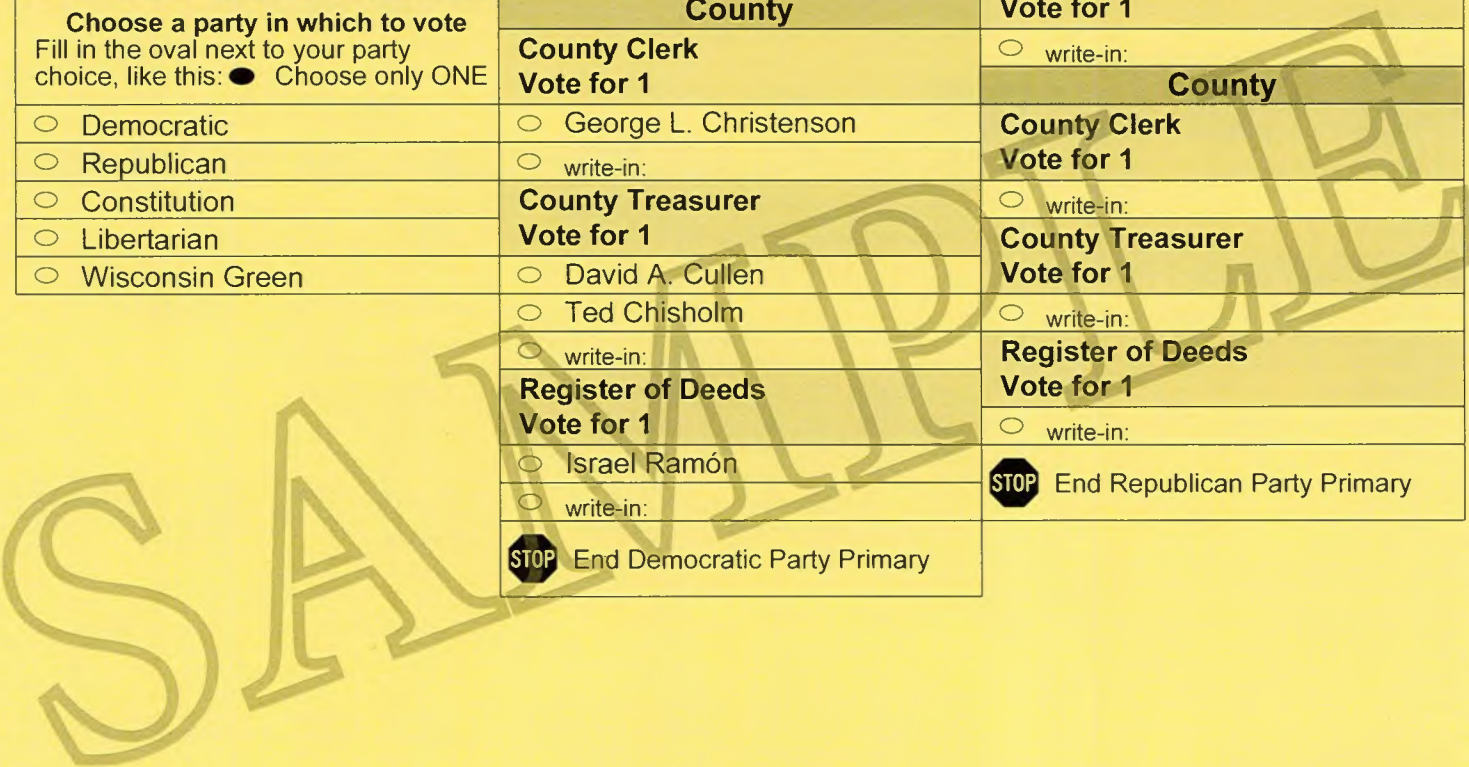 Choose a party in which to vote
Fill in the oval next to your party
choice, like this: Choose only ONE
Democratic
Republican
Constitution
Libertarian
Wisconsin Green
County
County Clerk
Vote for 1
George L. Christenson
write-in:
County Treasurer
Vote for 1
David A. Cullen
Ted Chisholm
write-in:
Register of Deeds
Vote for 1
Israel Ramón
write-in:
STOP End Democratic Party Primary
Vote for 1
write-in:
County
County Clerk
Vote for 1
write-in:
County Treasurer
Vote for 1
write-in:
Register of Deeds
Vote for 1
write-in:
STOP End Republican Party Primary
SAMPLE